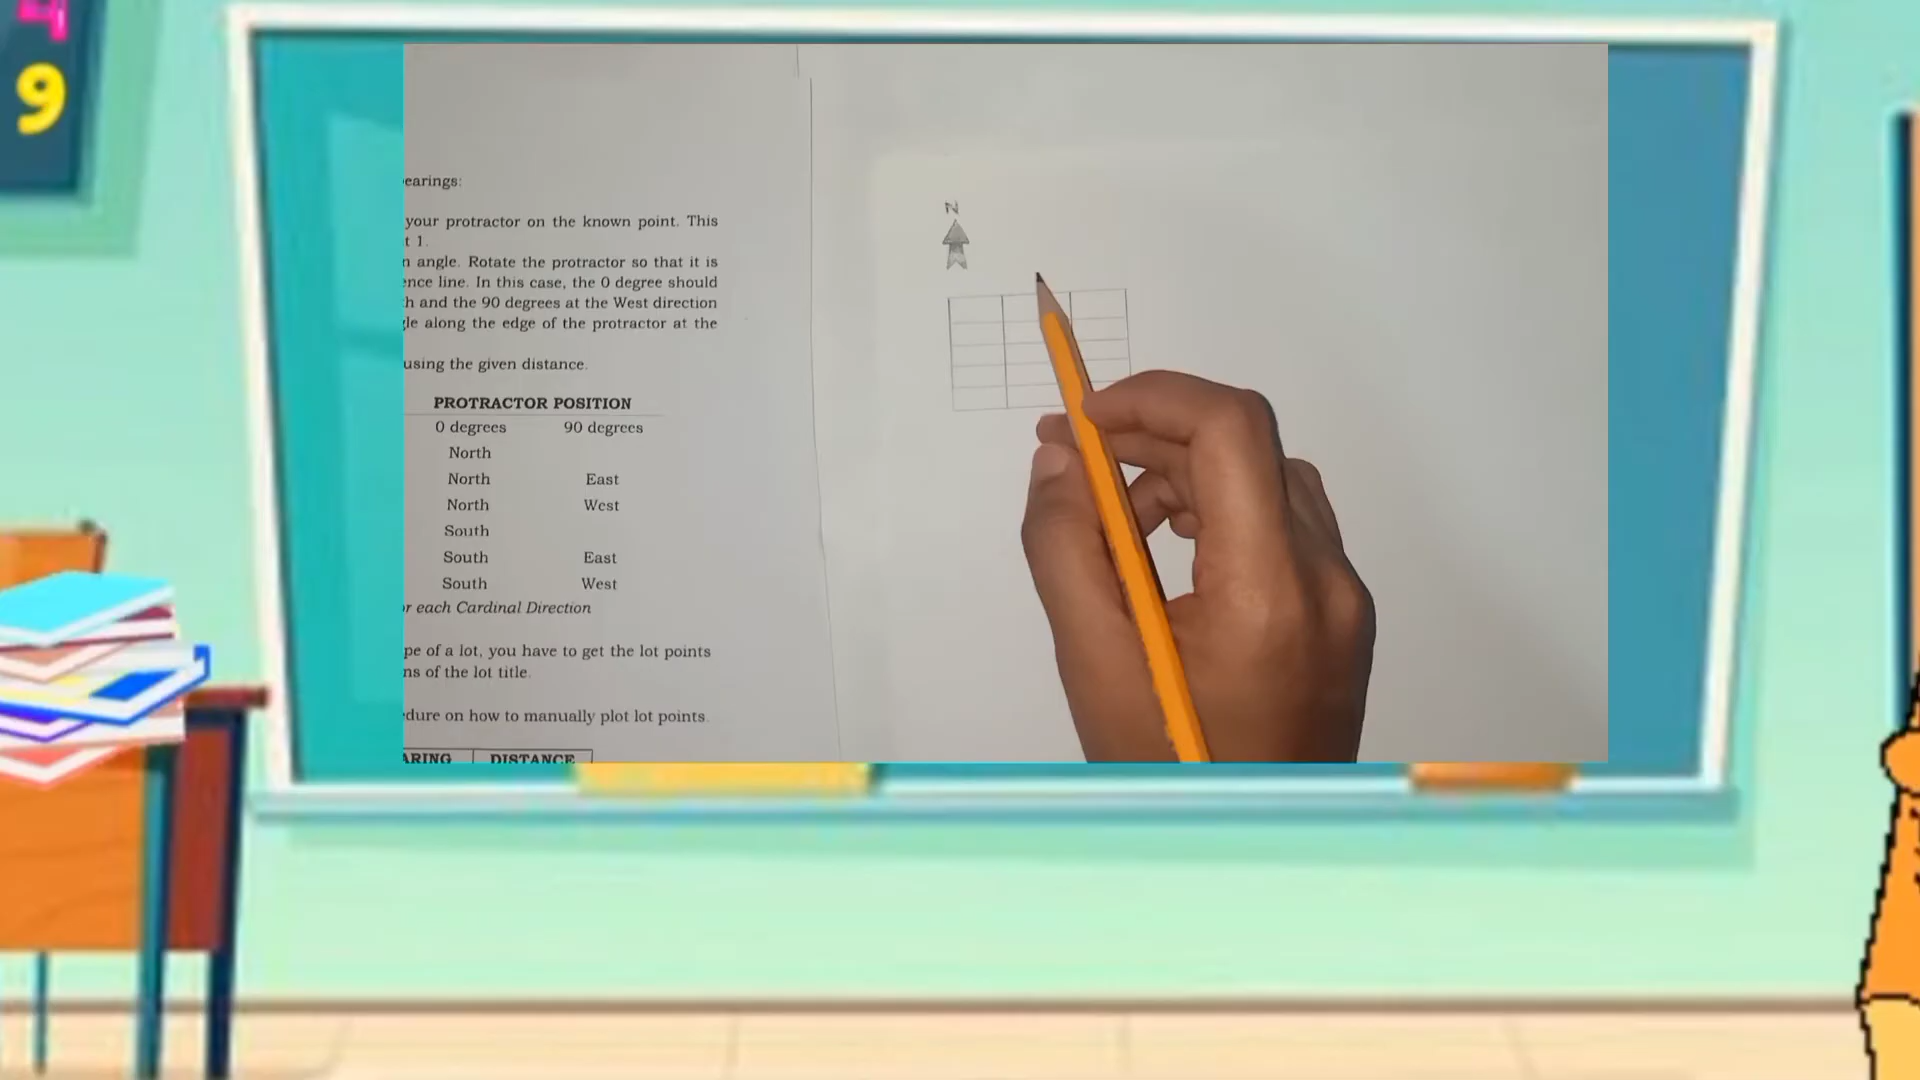 4
9
earings:
your protractor on the known point. This
t 1.
n angle. Rotate the protractor so that it is
ence line. In this case, the 0 degree should
h and the 90 degrees at the West direction
gle along the edge of the protractor at the
using the given distance.
PROTRACTOR POSITION
0 degrees 90 degrees
North
North East
North West
South
South East
South West
or each Cardinal Direction
pe of a lot, you have to get the lot points
ns of the lot title.
edure on how to manually plot lot points.
ARING DISTANCE
N